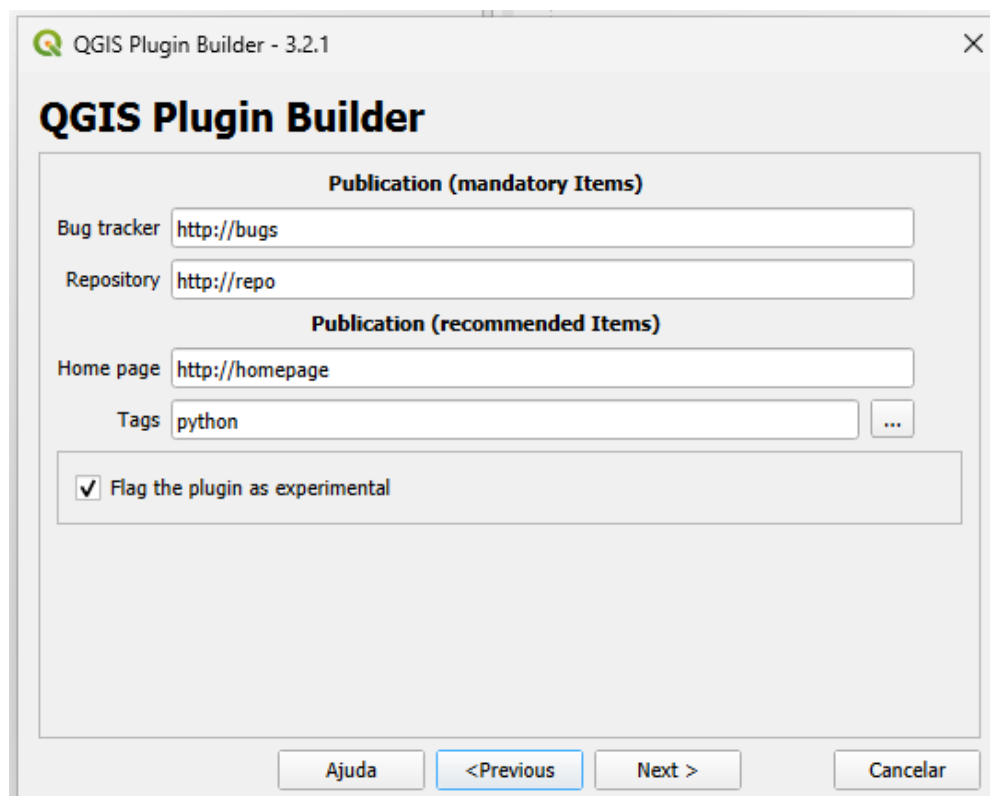 QGIS Plugin Builder - 3.2.1
QGIS Plugin Builder
Publication (mandatory Items)
Bug tracker http://bugs
Repository http://repo
Publication (recommended Items)
Home page http://homepage
Tags python ...
Flag the plugin as experimental
Ajuda <Previous Next > Cancelar